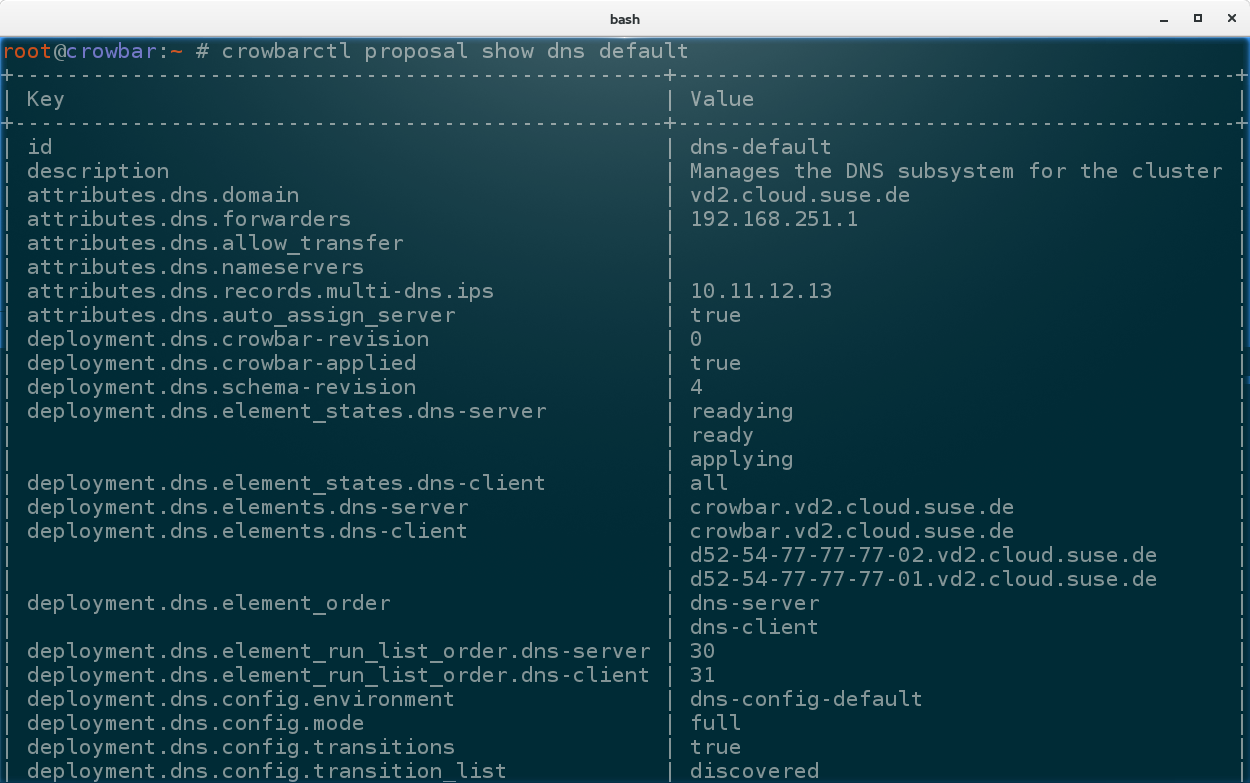 bash
root@crowbar:~ # crowbarctl proposal show dns default
+--------------------------------------------------+-------------------------------------------+
| Key                                              | Value                                     |
+--------------------------------------------------+-------------------------------------------+
| id                                               | dns-default                               |
| description                                      | Manages the DNS subsystem for the cluster |
| attributes.dns.domain                            | vd2.cloud.suse.de                         |
| attributes.dns.forwarders                        | 192.168.251.1                             |
| attributes.dns.allow_transfer                    |                                           |
| attributes.dns.nameservers                       |                                           |
| attributes.dns.records.multi-dns.ips             | 10.11.12.13                               |
| attributes.dns.auto_assign_server                | true                                      |
| deployment.dns.crowbar-revision                  | 0                                         |
| deployment.dns.crowbar-applied                   | true                                      |
| deployment.dns.schema-revision                   | 4                                         |
| deployment.dns.element_states.dns-server         | readying                                  |
|                                                  | ready                                     |
|                                                  | applying                                  |
| deployment.dns.element_states.dns-client         | all                                       |
| deployment.dns.elements.dns-server               | crowbar.vd2.cloud.suse.de                 |
| deployment.dns.elements.dns-client               | crowbar.vd2.cloud.suse.de                 |
|                                                  | d52-54-77-77-77-02.vd2.cloud.suse.de      |
|                                                  | d52-54-77-77-77-01.vd2.cloud.suse.de      |
| deployment.dns.element_order                     | dns-server                                |
|                                                  | dns-client                                |
| deployment.dns.element_run_list_order.dns-server | 30                                        |
| deployment.dns.element_run_list_order.dns-client | 31                                        |
| deployment.dns.config.environment                | dns-config-default                        |
| deployment.dns.config.mode                       | full                                      |
| deployment.dns.config.transitions                | true                                      |
| deployment.dns.config.transition_list            | discovered                                |